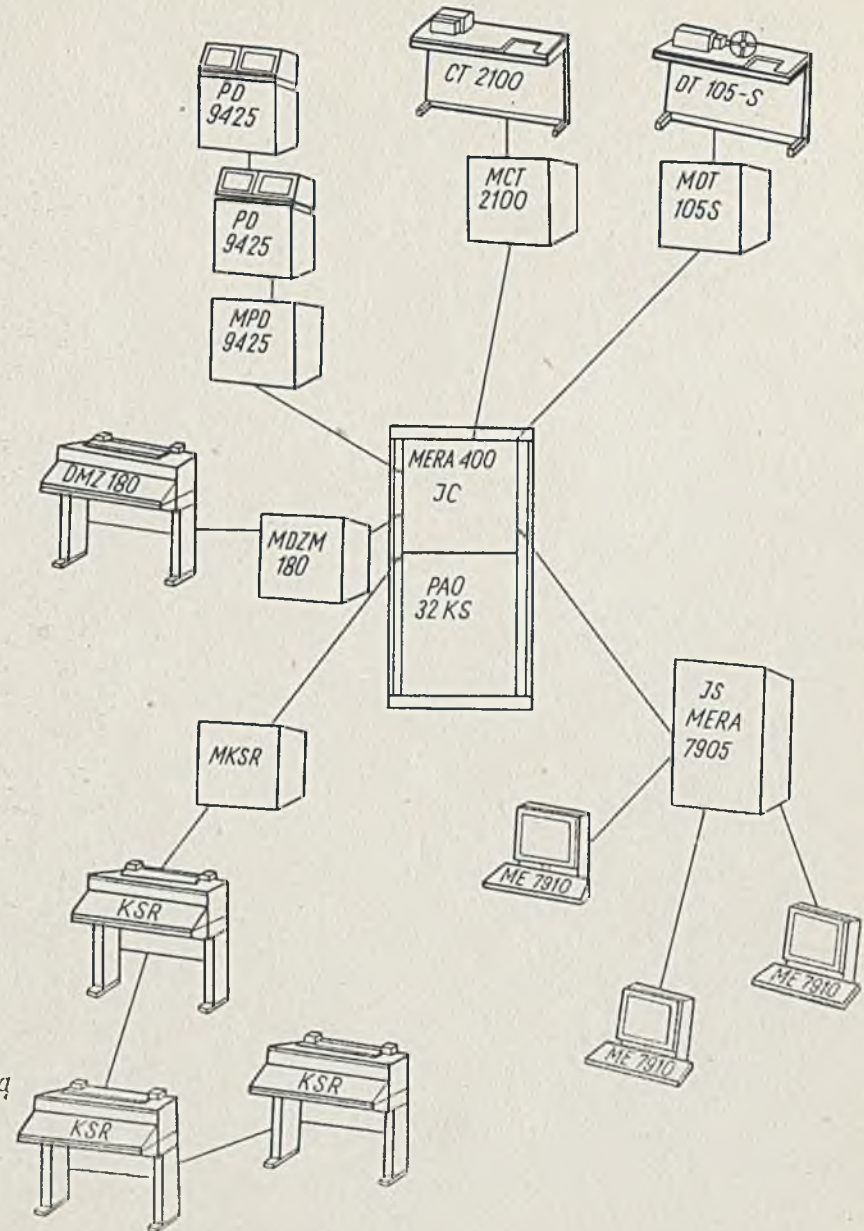 PD
9425
CT 2100
DT 105-S
PD
9425
MCT
2100
MDT
105S
MPD
9425
DMZ 180
MERA 400
JC
MDZM
180
PAO
32 KS
JS
MERA
7905
MKSR
ME 7910
KSR
ME 7910
ME 7910
KSR
KSR